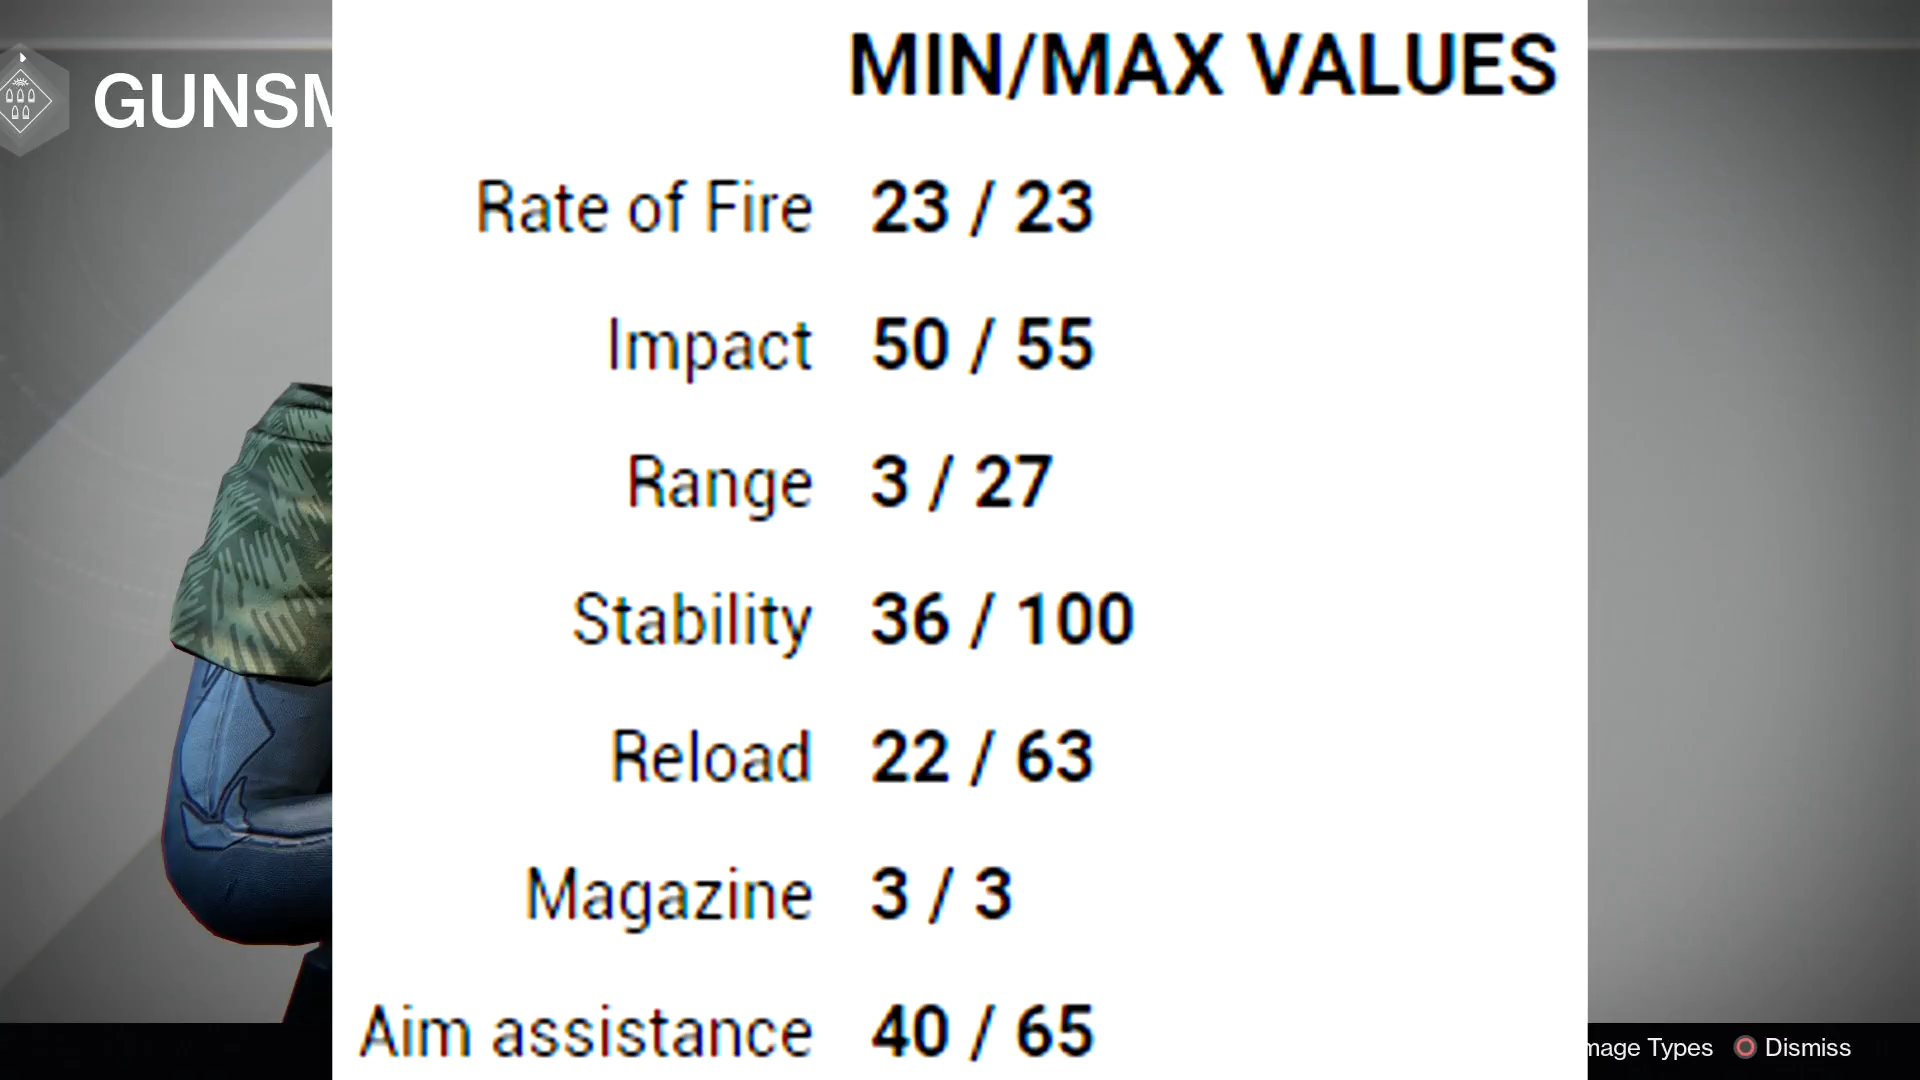 GUNSM
MIN/MAX VALUES
Rate of Fire 23 / 23
Impact 50 / 55
Range 3 / 27
Stability 36 / 100
Reload 22 / 63
Magazine 3 / 3
Aim assistance 40 / 65
mage Types Dismiss